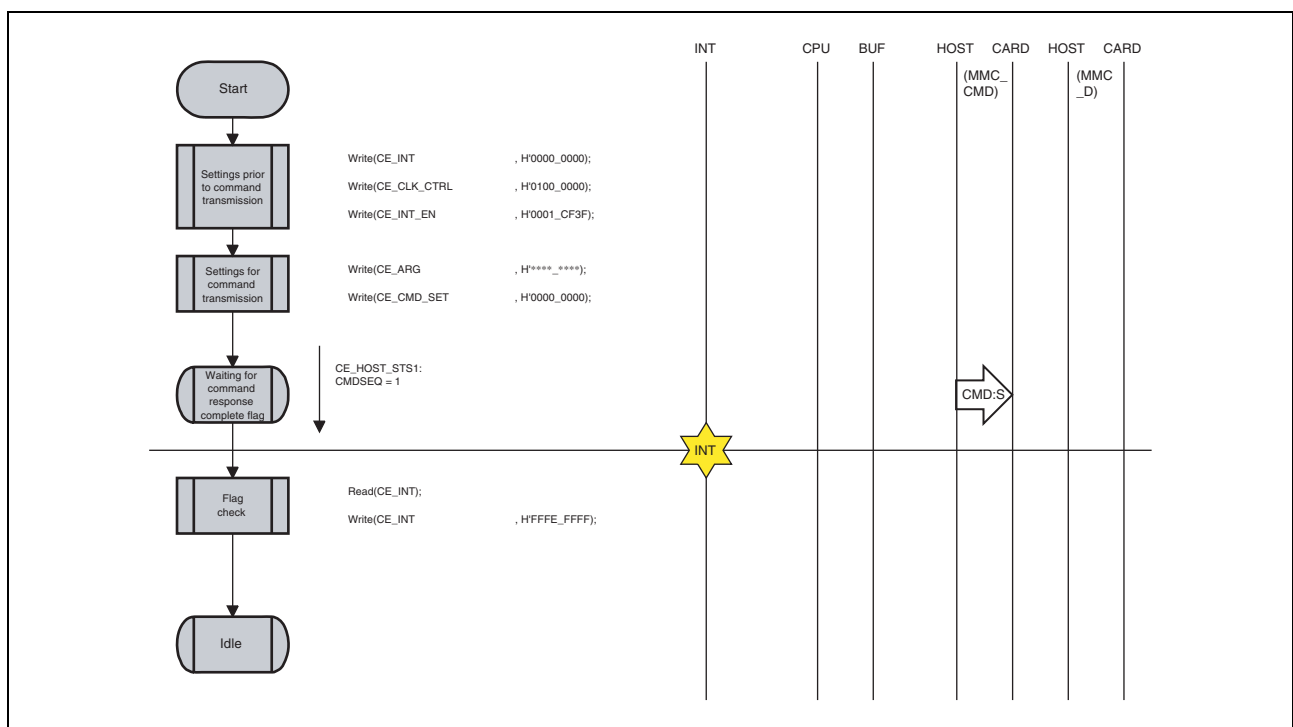 INT CPU BUF HOST CARD HOST CARD
(MMC_
CMD)
(MMC
_D)
Start
Settings prior
to command
transmission
Write(CE_INT , H'0000_0000);
Write(CE_CLK_CTRL , H'0100_0000);
Write(CE_INT_EN , H'0001_CF3F);
Settings for
command
transmission
Write(CE_ARG , H'****_****);
Write(CE_CMD_SET , H'0000_0000);
Waiting for
command
response
complete flag
CE_HOST_STS1:
CMDSEQ = 1
CMD:S
INT
Flag
check
Read(CE_INT);
Write(CE_INT , H'FFFE_FFFF);
Idle